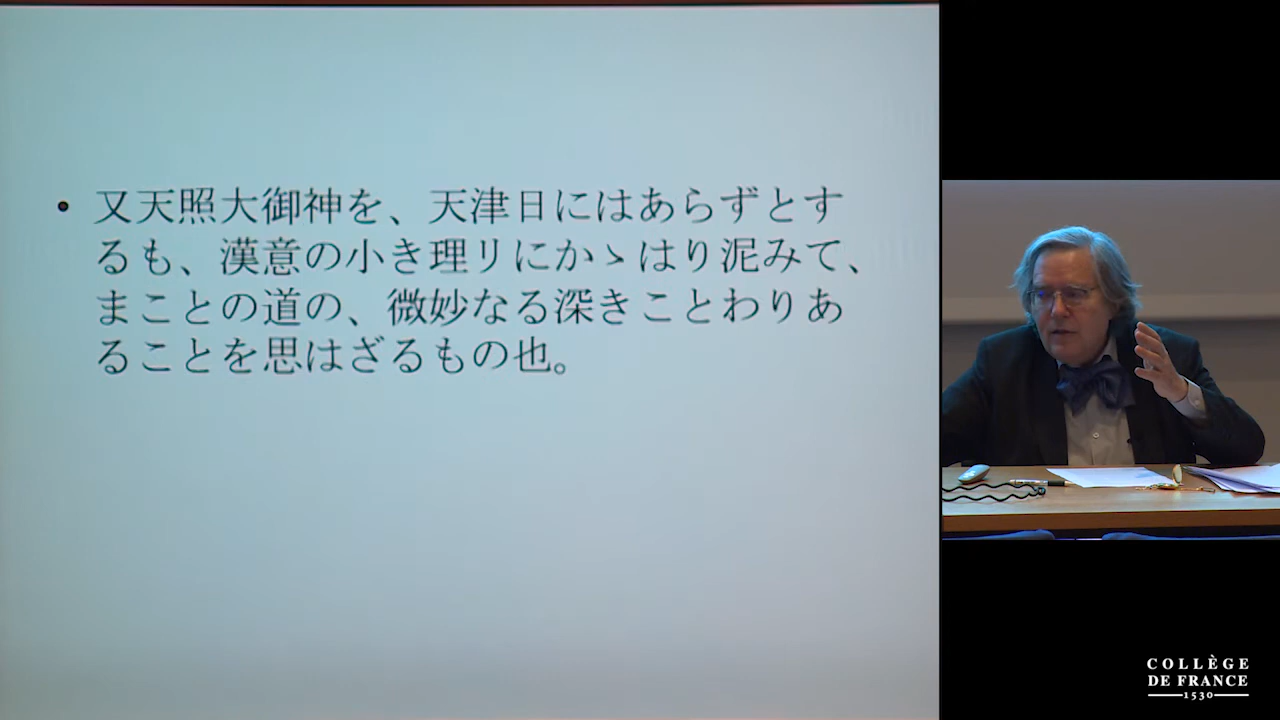 • 又天照大御神を、天津日にはあらずとす
るも、漢意の小き理リにかゝはり泥みて、
まことの道の、微妙なる深きことわりあ
ることを思はざるもの也。
COLLÈGE
DE FRANCE
1530